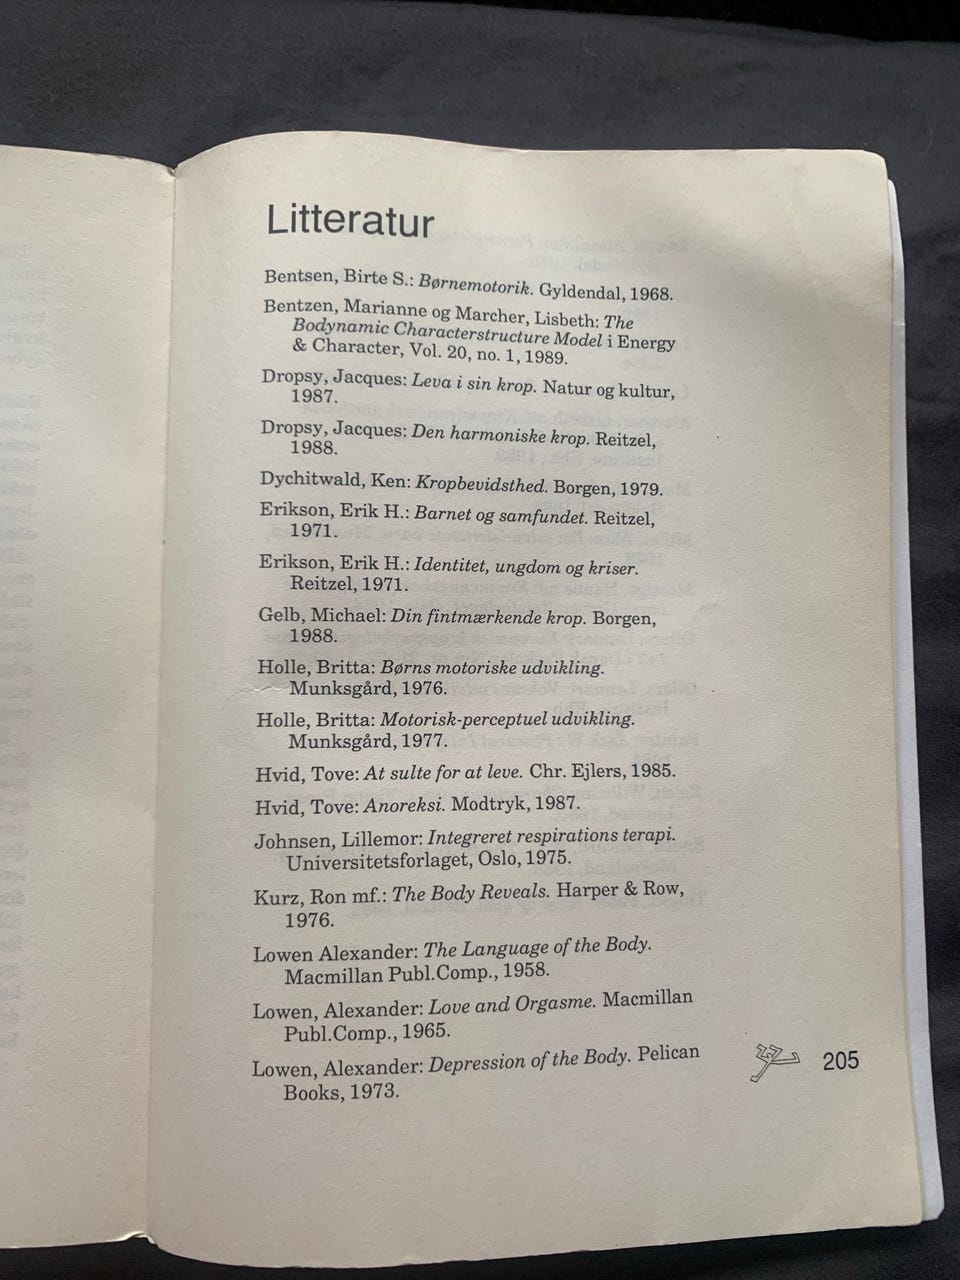 Litteratur
Bentsen, Birte S.: Børnemotorik. Gyldendal, 1968.
Bentzen, Marianne og Marcher, Lisbeth: The
Bodynamic Characterstructure Model i Energy
& Character, Vol. 20, no. 1, 1989.
Dropsy, Jacques: Leva i sin krop. Natur og kultur,
1987.
Dropsy, Jacques: Den harmoniske krop. Reitzel,
1988.
Dychitwald, Ken: Kropbevidsthed. Borgen, 1979.
Erikson, Erik H.: Barnet og samfundet. Reitzel,
1971.
Erikson, Erik H.: Identitet, ungdom og kriser.
Reitzel, 1971.
Gelb, Michael: Din fintmærkende krop. Borgen,
1988.
Holle, Britta: Børns motoriske udvikling.
Munksgård, 1976.
Holle, Britta: Motorisk-perceptuel udvikling.
Munksgård, 1977.
Hvid, Tove: At sulte for at leve. Chr. Ejlers, 1985.
Hvid, Tove: Anoreksi. Modtryk, 1987.
Johnsen, Lillemor: Integreret respirations terapi.
Universitetsforlaget, Oslo, 1975.
Kurz, Ron mf.: The Body Reveals. Harper & Row,
1976.
Lowen Alexander: The Language of the Body.
Macmillan Publ.Comp., 1958.
Lowen, Alexander: Love and Orgasme. Macmillan
Publ.Comp., 1965.
Lowen, Alexander: Depression of the Body. Pelican
Books, 1973.
205